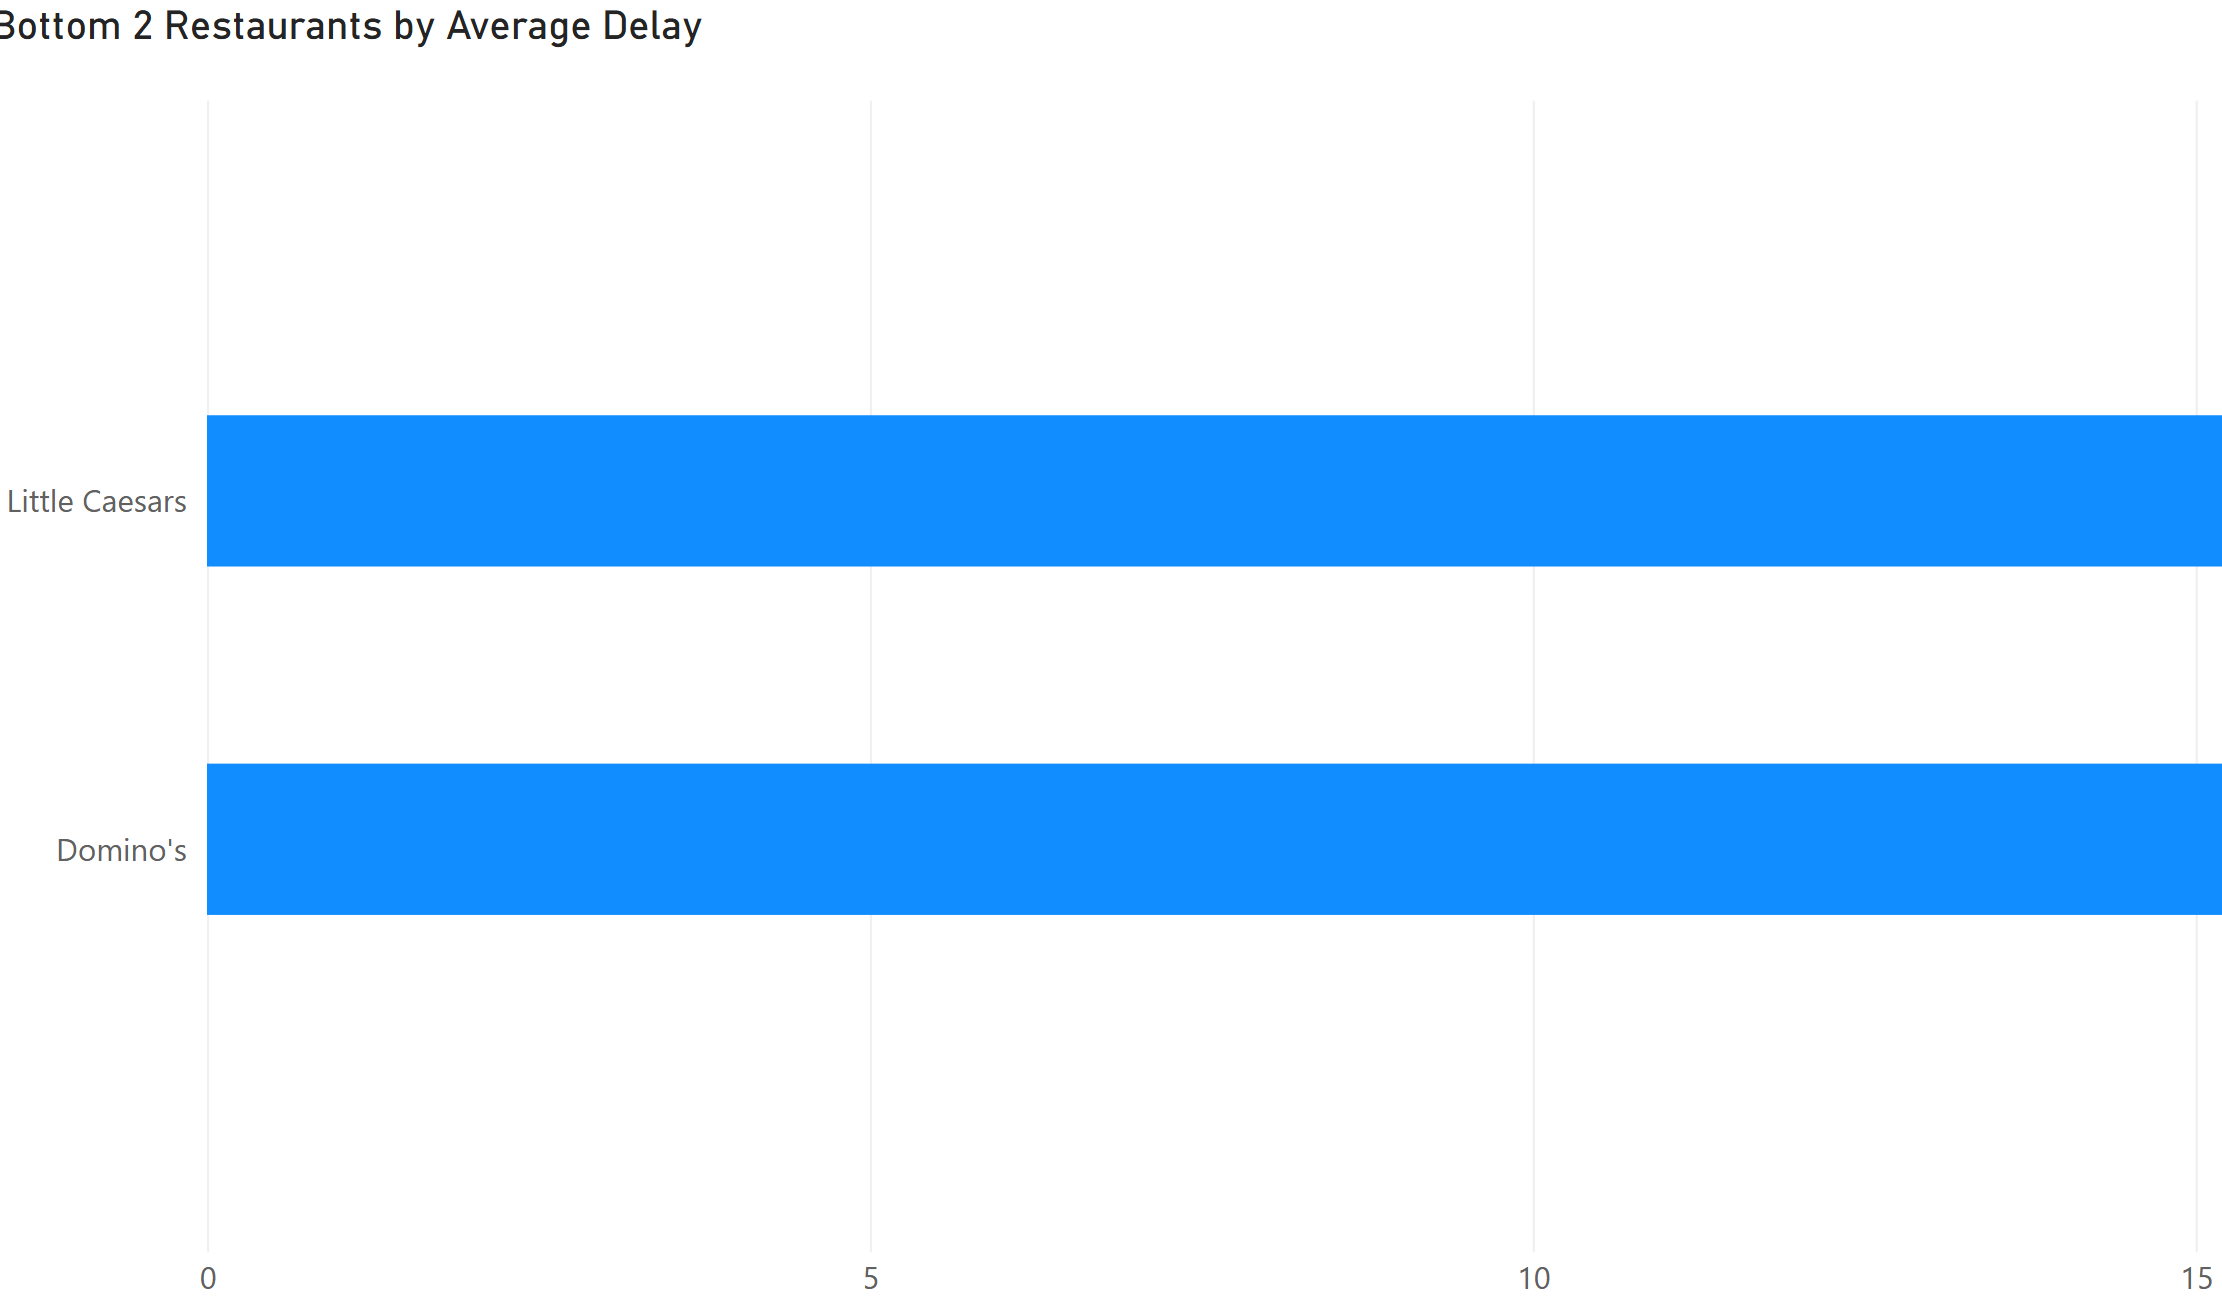 Bottom 2 Restaurants by Average Delay
Little Caesars
Domino's
0 5 10 15